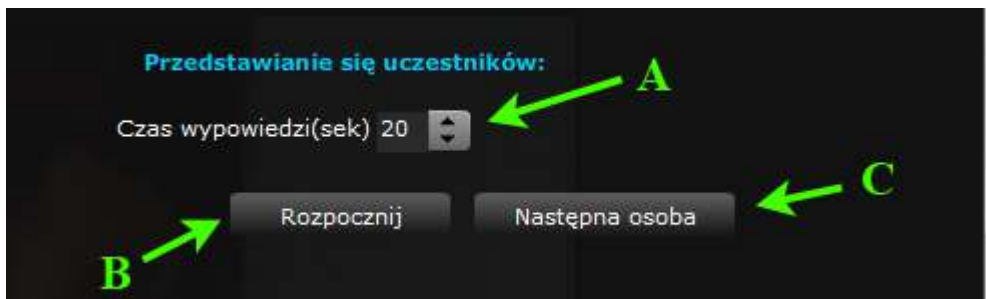 Przedstawianie się uczestników:
A
Czas wypowiedzi(sek) 20
C
Rozpocznij Następna osoba
B